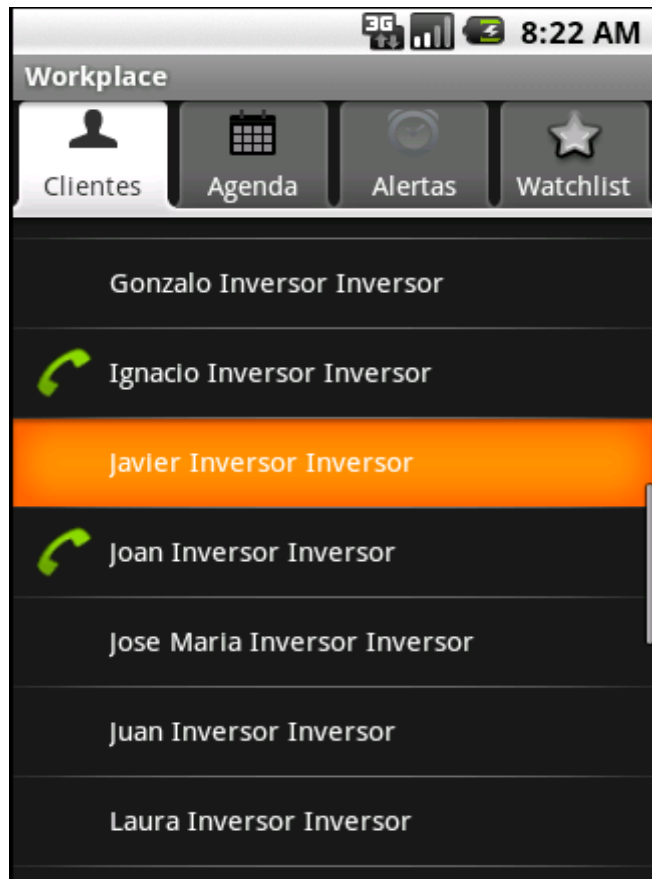 3G 8:22 AM
Workplace
Clientes Agenda Alertas Watchlist
Gonzalo Inversor Inversor
Ignacio Inversor Inversor
Javier Inversor Inversor
Joan Inversor Inversor
Jose Maria Inversor Inversor
Juan Inversor Inversor
Laura Inversor Inversor